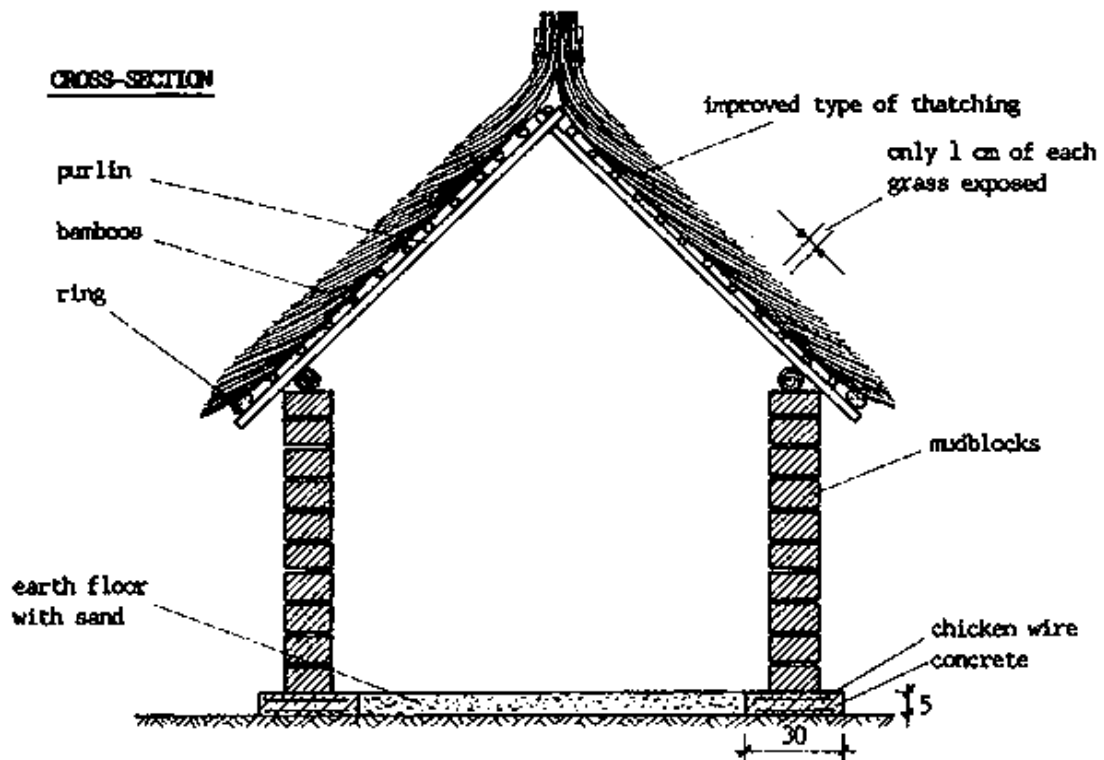 CROSS-SECTION
improved type of thatching
only 1 cm of each
grass exposed
purlin
bamboos
ring
mudblocks
earth floor
with sand
chicken wire
concrete
5
30